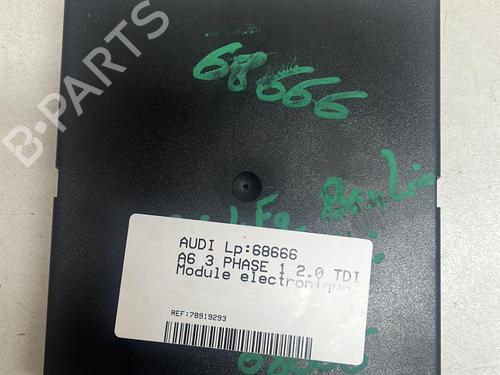 68666
B-PARTS
AUDI Lp:68666
A6 3 PHASE 1 2.0 TDI
Module electronique
REF:78919293